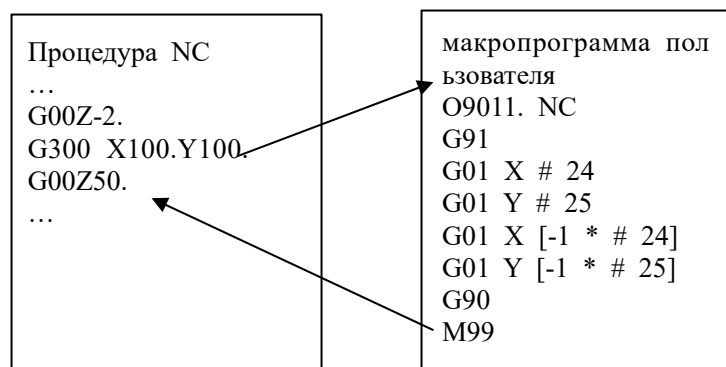 Процедура NC
…
G00Z-2.
G300 X100.Y100.
G00Z50.
…
макропрограмма пол
ьзователя
O9011. NC
G91
G01 X # 24
G01 Y # 25
G01 X [-1 * # 24]
G01 Y [-1 * # 25]
G90
M99